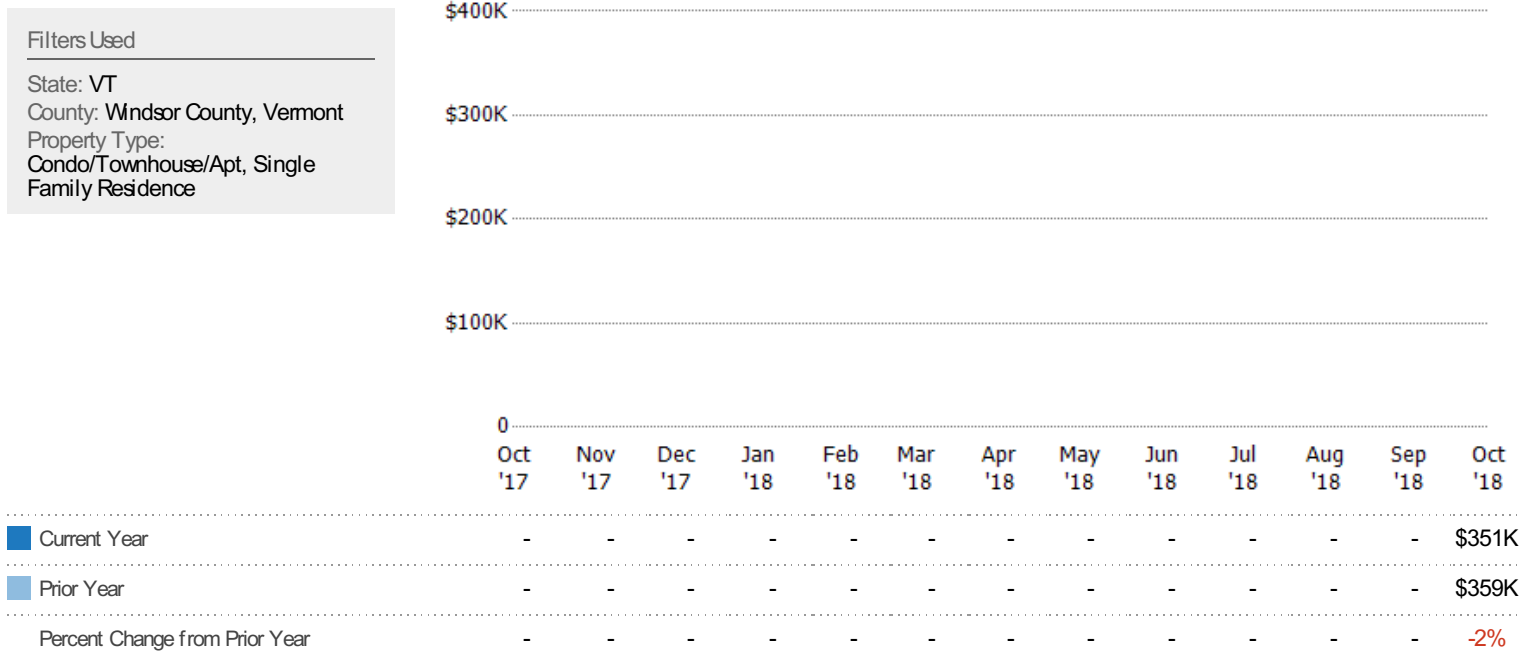 Filters Used
State: VT
County: Windsor County, Vermont
Property Type:
Condo/Townhouse/Apt, Single
Family Residence
$400K
$300K
$200K
$100K
0
Oct Nov Dec Jan Feb Mar Apr May Jun Jul Aug Sep Oct
'17 '17 '17 '18 '18 '18 '18 '18 '18 '18 '18 '18 '18
Current Year - - - - - - - - - - - - $351K
Prior Year - - - - - - - - - - - - $359K
Percent Change from Prior Year - - - - - - - - - - - - -2%